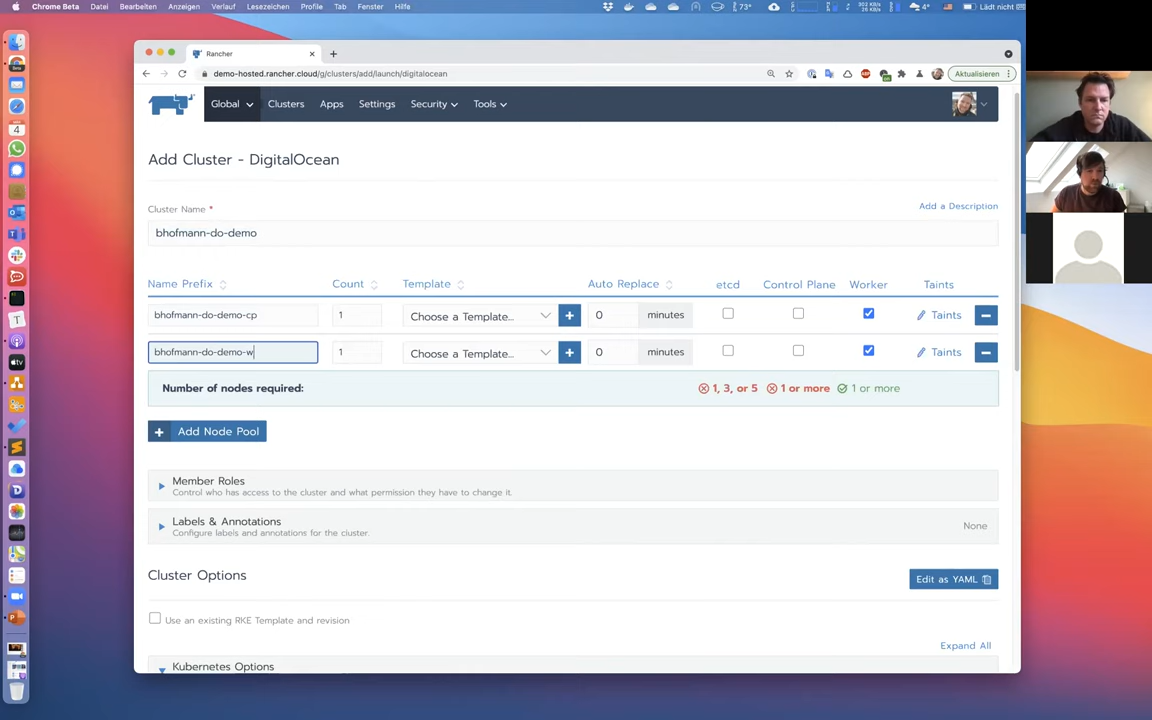 Chrome Beta Datei Bearbeiten Anzeigen Verlauf Lesezeichen Profile Tab Fenster Hilfe 73° 4° Lädt nicht
Rancher
demo-hosted.rancher.cloud/g/clusters/add/launch/digitalocean Aktualisieren
Global Clusters Apps Settings Security Tools
Add Cluster - DigitalOcean
Cluster Name * Add a Description
bhofmann-do-demo
Name Prefix Count Template Auto Replace etcd Control Plane Worker Taints
bhofmann-do-demo-cp 1 Choose a Template... 0 minutes Taints
bhofmann-do-demo-w 1 Choose a Template... 0 minutes Taints
Number of nodes required: 1, 3, or 5 1 or more 1 or more
Add Node Pool
Member Roles
Control who has access to the cluster and what permission they have to change it.
Labels & Annotations
Configure labels and annotations for the cluster. None
Cluster Options Edit as YAML
Use an existing RKE Template and revision
Expand All
Kubernetes Options